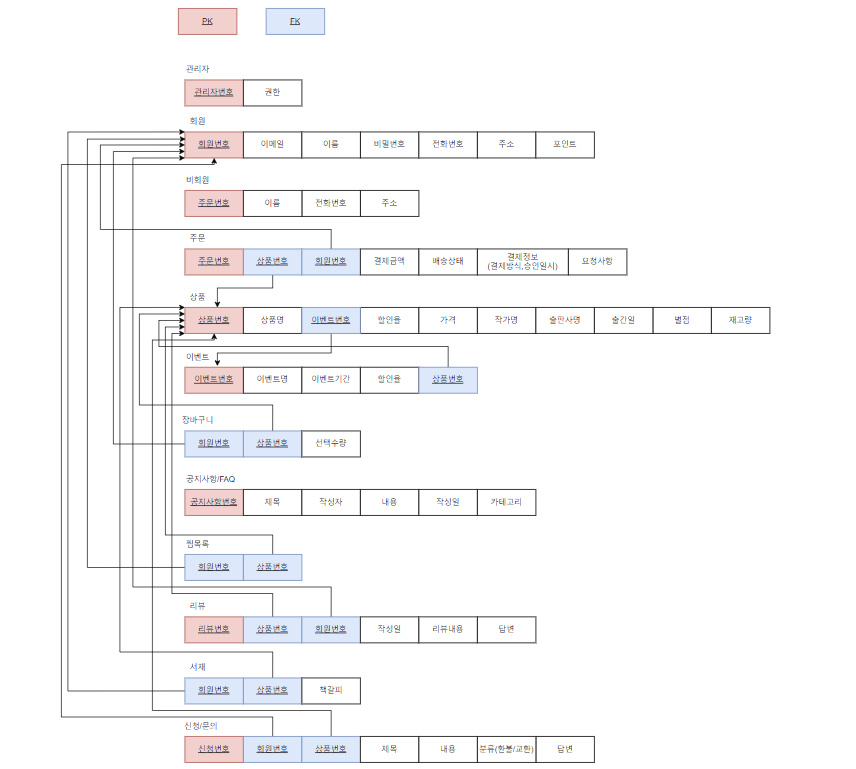 PK FK
관리자
관리자번호 권한
회원
회원번호 이메일 이름 비밀번호 전화번호 주소 포인트
비회원
주문번호 이름 전화번호 주소
주문
주문번호 상품번호 회원번호 결제금액 배송상태 결제정보 요청사항
(결제방식,승인일시)
상품
상품번호 상품명 이벤트번호 할인율 가격 작가명 출판사명 출간일 별점 재고량
이벤트
이벤트번호 이벤트명 이벤트기간 할인율 상품번호
장바구니
회원번호 상품번호 선택수량
공지사항/FAQ
공지사항번호 제목 작성자 내용 작성일 카테고리
찜목록
회원번호 상품번호
리뷰
리뷰번호 상품번호 회원번호 작성일 리뷰내용 답변
서재
회원번호 상품번호 책갈피
신청/문의
신청번호 회원번호 상품번호 제목 내용 분류(환불/교환) 답변